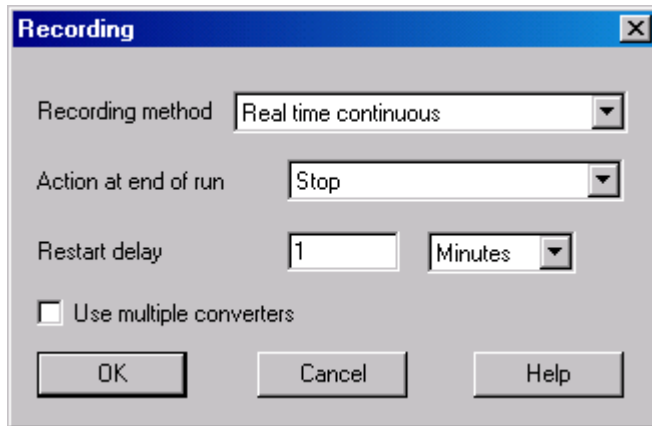 Recording
Recording method Real time continuous
Action at end of run Stop
Restart delay 1 Minutes
Use multiple converters
OK Cancel Help